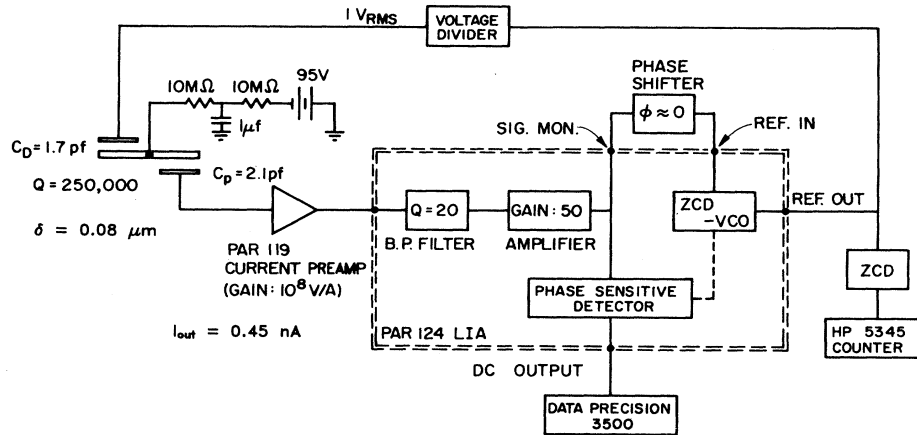 1 V_RMS
VOLTAGE
DIVIDER
10MΩ
10MΩ
95V
1μf
C_D = 1.7 pf
Q = 250,000
δ = 0.08 μm
C_p = 2.1pf
PAR 119
CURRENT PREAMP
(GAIN: 10⁸ V/A)
I_out = 0.45 nA
PHASE
SHIFTER
ϕ ≈ 0
SIG. MON.
REF. IN
Q = 20
B.P. FILTER
GAIN: 50
AMPLIFIER
ZCD
-VCO
REF. OUT
PHASE SENSITIVE
DETECTOR
PAR 124 LIA
DC OUTPUT
DATA PRECISION
3500
ZCD
HP 5345
COUNTER